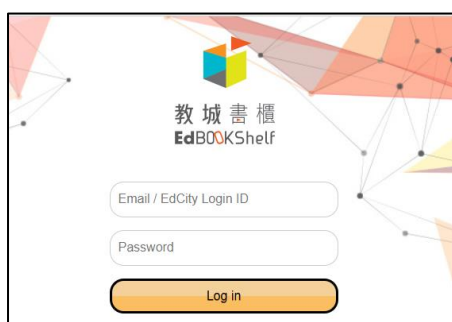 教城書櫃
EdBOOKShelf
Email / EdCity Login ID
Password
Log in